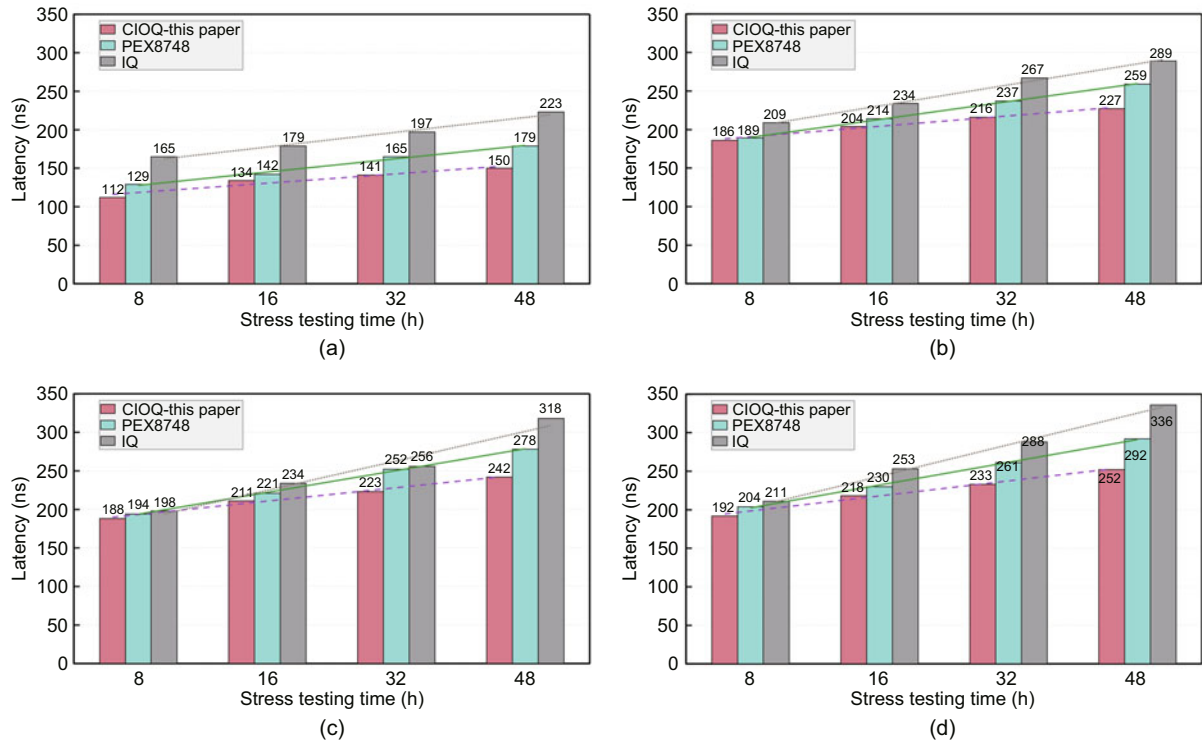 350
300
250
200
150
100
50
0
Latency (ns)
CIOQ-this paper
PEX8748
IQ
112 129 165
134 142 179
141 165 197
150 179 223
8 16 32 48
Stress testing time (h)
(a)
350
300
250
200
150
100
50
0
Latency (ns)
CIOQ-this paper
PEX8748
IQ
186 189 209
204 214 234
216 237 267
227 259 289
8 16 32 48
Stress testing time (h)
(b)
350
300
250
200
150
100
50
0
Latency (ns)
CIOQ-this paper
PEX8748
IQ
188 194 198
211 221 234
223 252 256
242 278 318
8 16 32 48
Stress testing time (h)
(c)
350
300
250
200
150
100
50
0
Latency (ns)
CIOQ-this paper
PEX8748
IQ
192 204 211
218 230 253
233 261 288
252 292 336
8 16 32 48
Stress testing time (h)
(d)